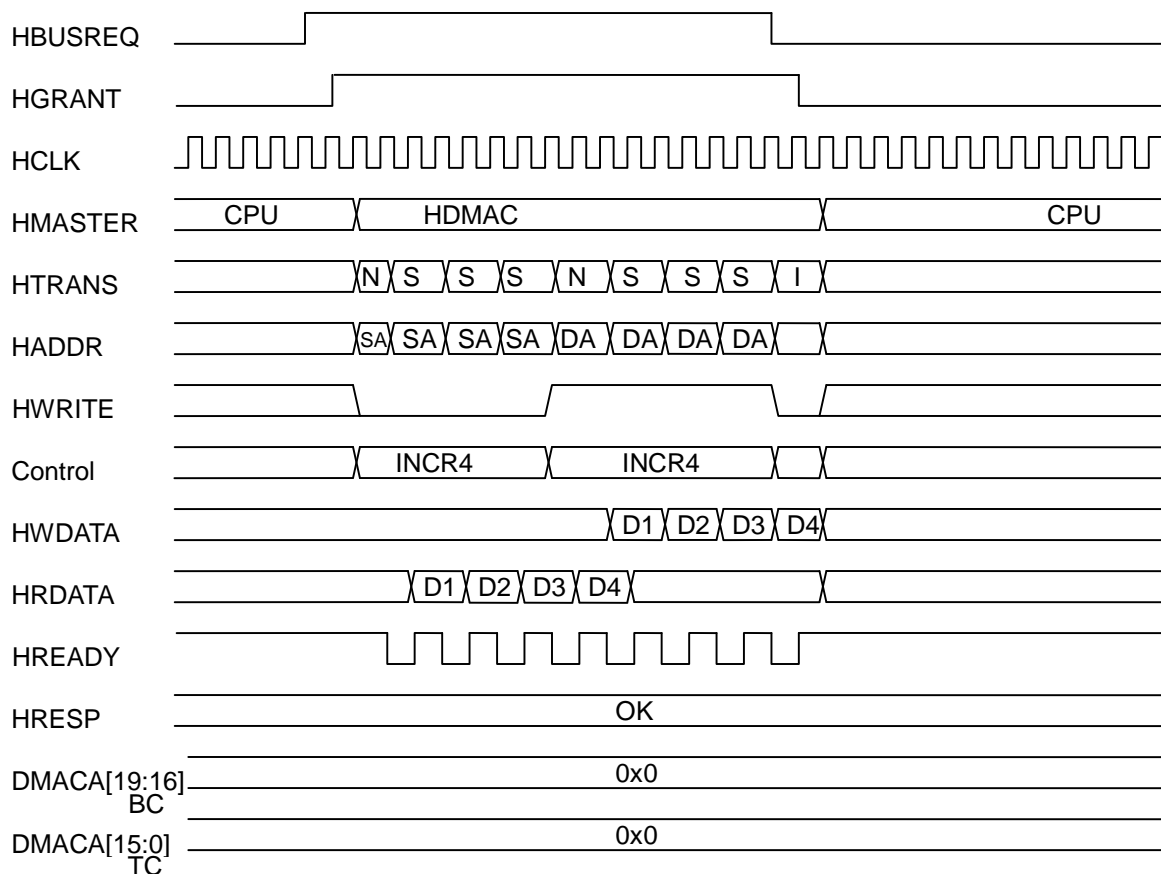 HBUSREQ
HGRANT
HCLK
HMASTER CPU HDMAC CPU
HTRANS N S S S N S S S I
HADDR SA SA SA SA DA DA DA DA
HWRITE
Control INCR4 INCR4
HWDATA D1 D2 D3 D4
HRDATA D1 D2 D3 D4
HREADY
HRESP OK
DMACA[19:16] 0x0
BC
DMACA[15:0] 0x0
TC